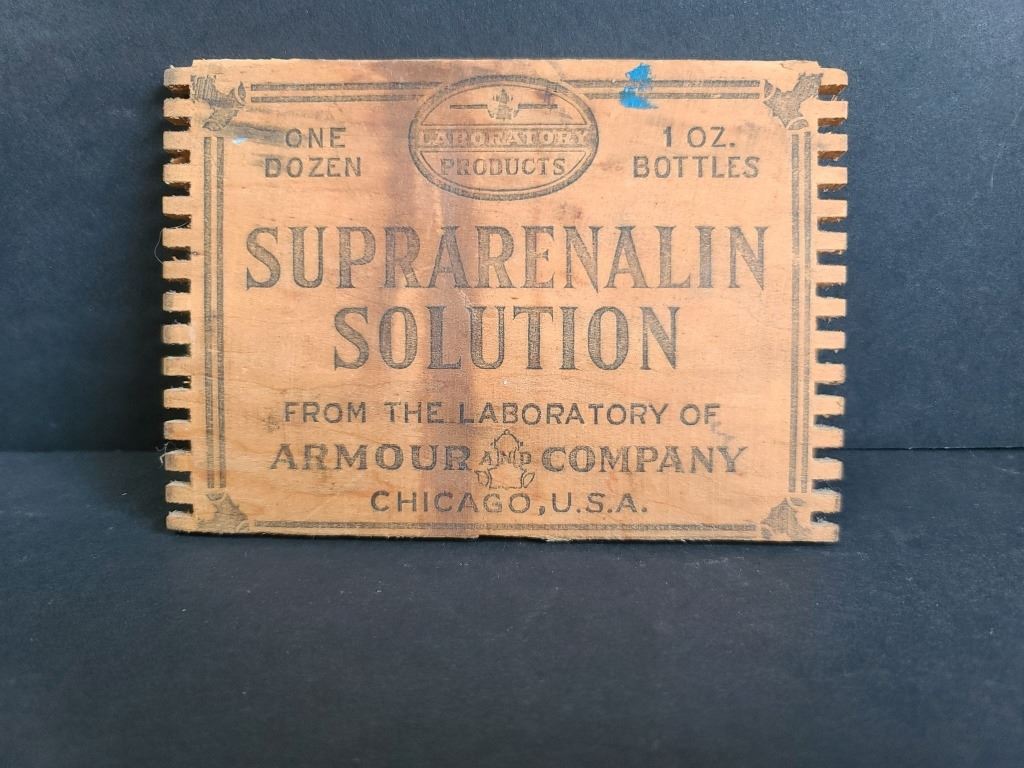 ONE
DOZEN
LABORATORY
PRODUCTS
1 OZ.
BOTTLES
SUPRARENALIN
SOLUTION
FROM THE LABORATORY OF
ARMOUR AND COMPANY
CHICAGO, U.S.A.